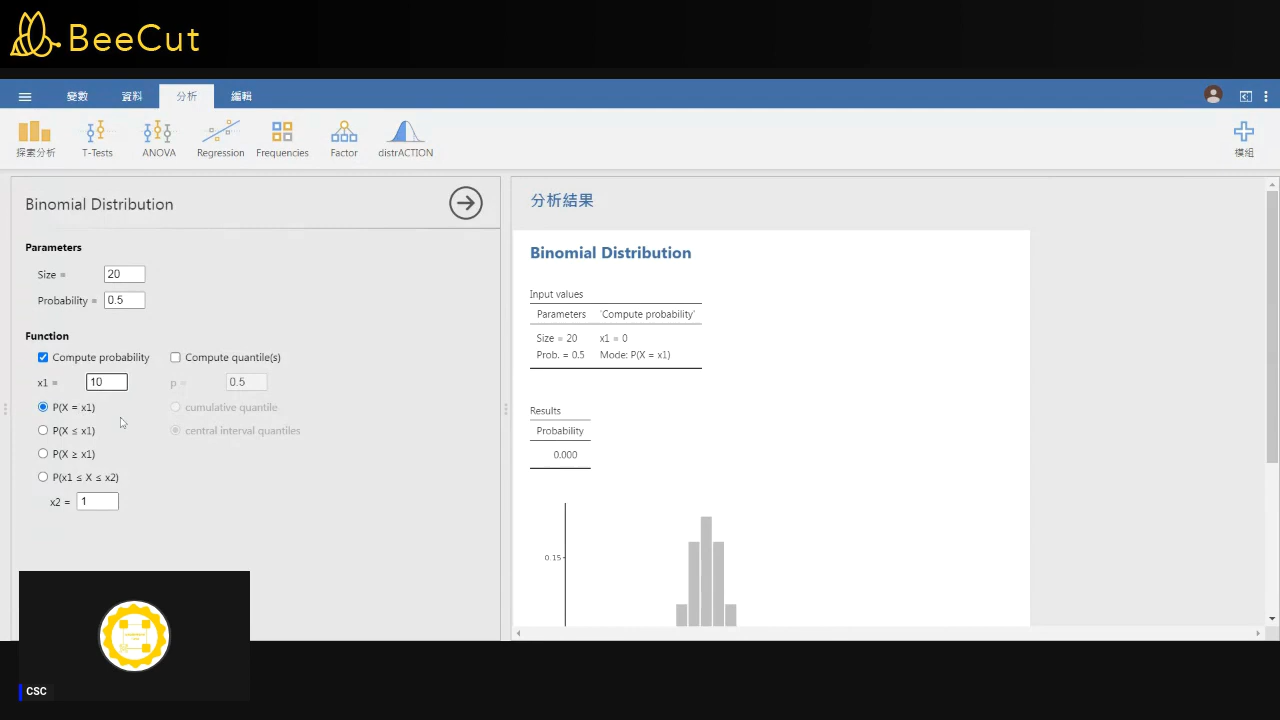 BeeCut
變數 資料 分析 編輯
探索分析 T-Tests ANOVA Regression Frequencies Factor distrACTION 模組
Binomial Distribution
Parameters
Size = 20
Probability = 0.5
Function
Compute probability Compute quantile(s)
x1 = 10 p = 0.5
P(X = x1) cumulative quantile
P(X ≤ x1) central interval quantiles
P(X ≥ x1)
P(x1 ≤ X ≤ x2)
x2 = 1
分析結果
Binomial Distribution
Input values
Parameters 'Compute probability'
Size = 20 x1 = 0
Prob. = 0.5 Mode: P(X = x1)
Results
Probability
0.000
0.15
CSC